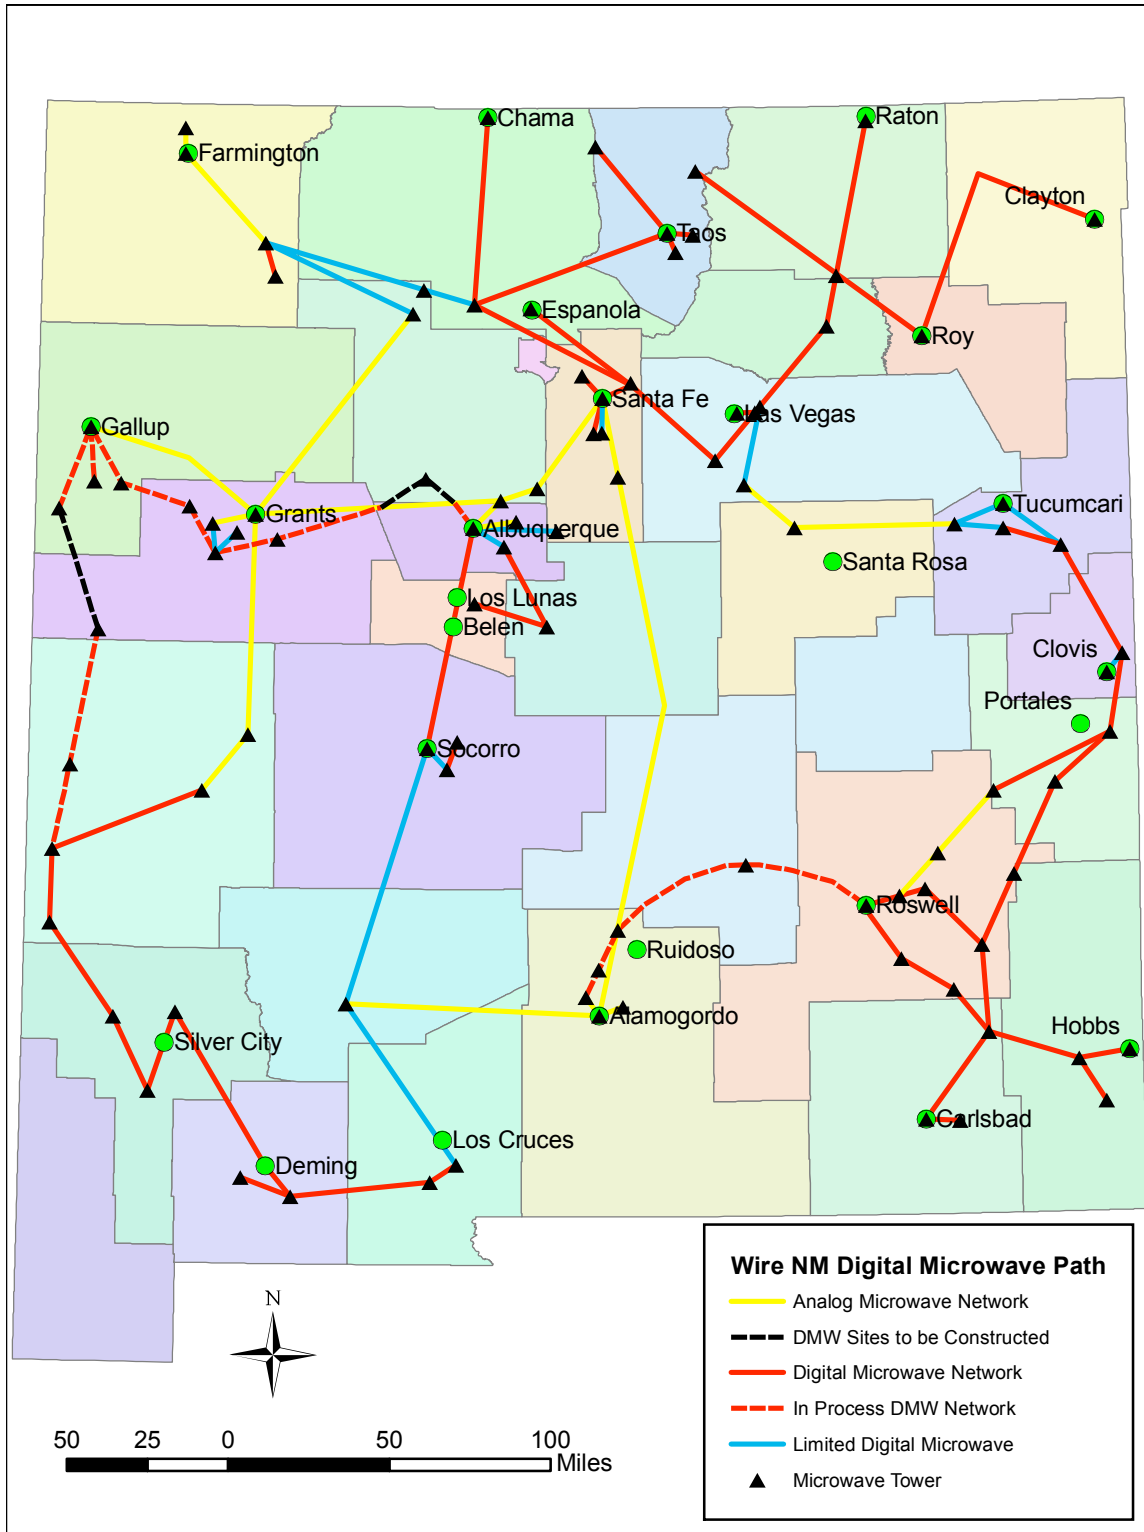 Chama
Raton
Farmington
Clayton
Taos
Espanola
Roy
Santa Fe
Las Vegas
Gallup
Grants
Tucumcari
Albuquerque
Santa Rosa
Los Lunas
Belen
Clovis
Portales
Socorro
Roswell
Ruidoso
Alamogordo
Hobbs
Silver City
Carlsbad
Los Cruces
Deming
Wire NM Digital Microwave Path
Analog Microwave Network
DMW Sites to be Constructed
Digital Microwave Network
In Process DMW Network
Limited Digital Microwave
Microwave Tower
N
50 25 0 50 100
Miles